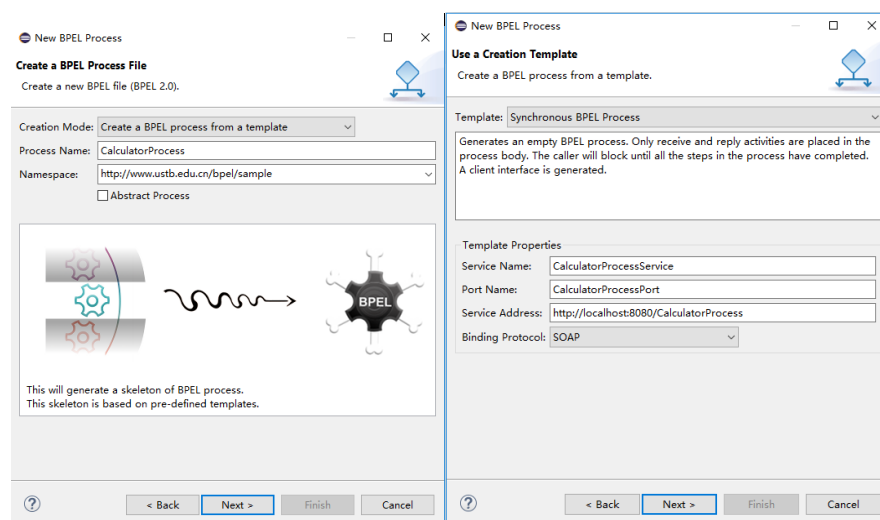 New BPEL Process
Create a BPEL Process File
Create a new BPEL file (BPEL 2.0).
Creation Mode: Create a BPEL process from a template
Process Name: CalculatorProcess
Namespace: http://www.ustb.edu.cn/bpel/sample
Abstract Process
BPEL
This will generate a skeleton of BPEL process.
This skeleton is based on pre-defined templates.
? < Back Next > Finish Cancel
New BPEL Process
Use a Creation Template
Create a BPEL process from a template.
Template: Synchronous BPEL Process
Generates an empty BPEL process. Only receive and reply activities are placed in the
process body. The caller will block until all the steps in the process have completed.
A client interface is generated.
Template Properties
Service Name: CalculatorProcessService
Port Name: CalculatorProcessPort
Service Address: http://localhost:8080/CalculatorProcess
Binding Protocol: SOAP
? < Back Next > Finish Cancel